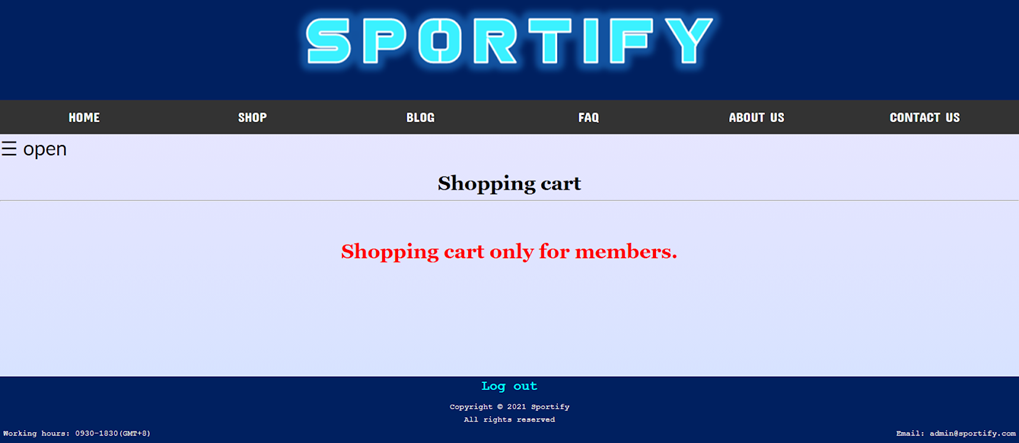 SPORTIFY
HOME SHOP BLOG FAQ ABOUT US CONTACT US
☰ open
Shopping cart
Shopping cart only for members.
Log out
Copyright © 2021 Sportify
All rights reserved
Working hours: 0930-1830(GMT+8) Email: admin@sportify.com